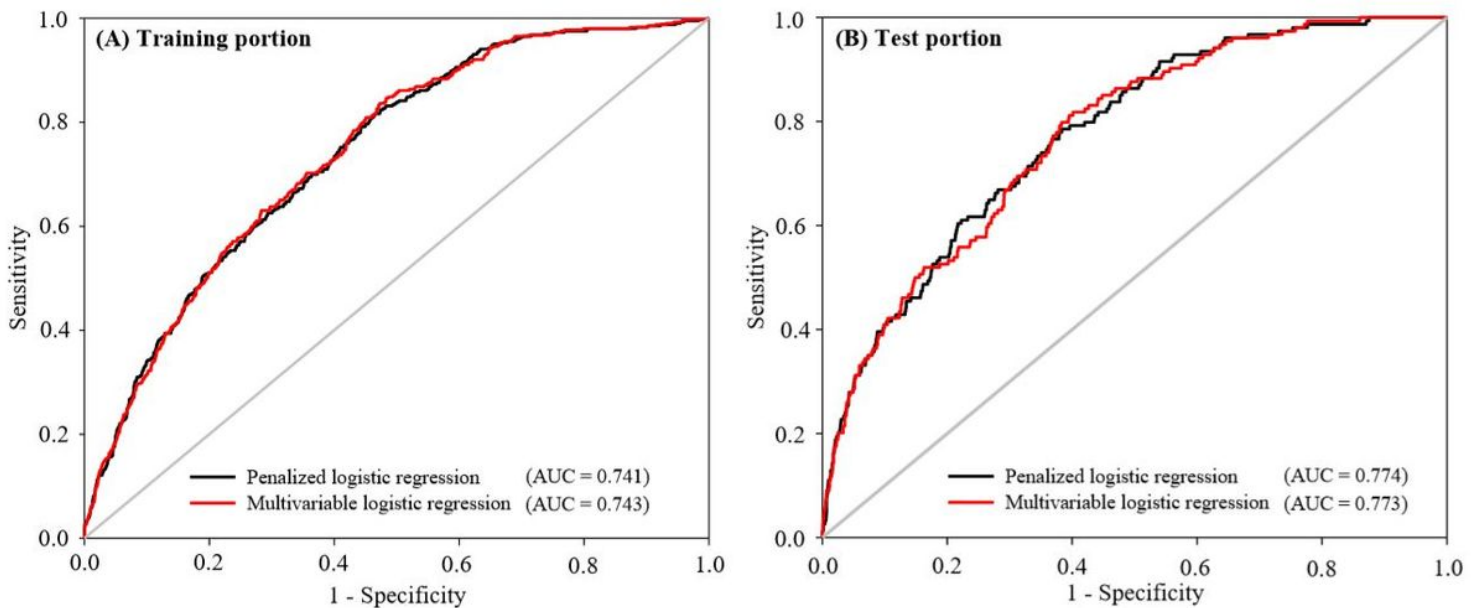 (A) Training portion
1.0
0.8
0.6
0.4
0.2
0.0
Sensitivity
Penalized logistic regression (AUC = 0.741)
Multivariable logistic regression (AUC = 0.743)
0.0 0.2 0.4 0.6 0.8 1.0
1 - Specificity
(B) Test portion
1.0
0.8
0.6
0.4
0.2
0.0
Sensitivity
Penalized logistic regression (AUC = 0.774)
Multivariable logistic regression (AUC = 0.773)
0.0 0.2 0.4 0.6 0.8 1.0
1 - Specificity